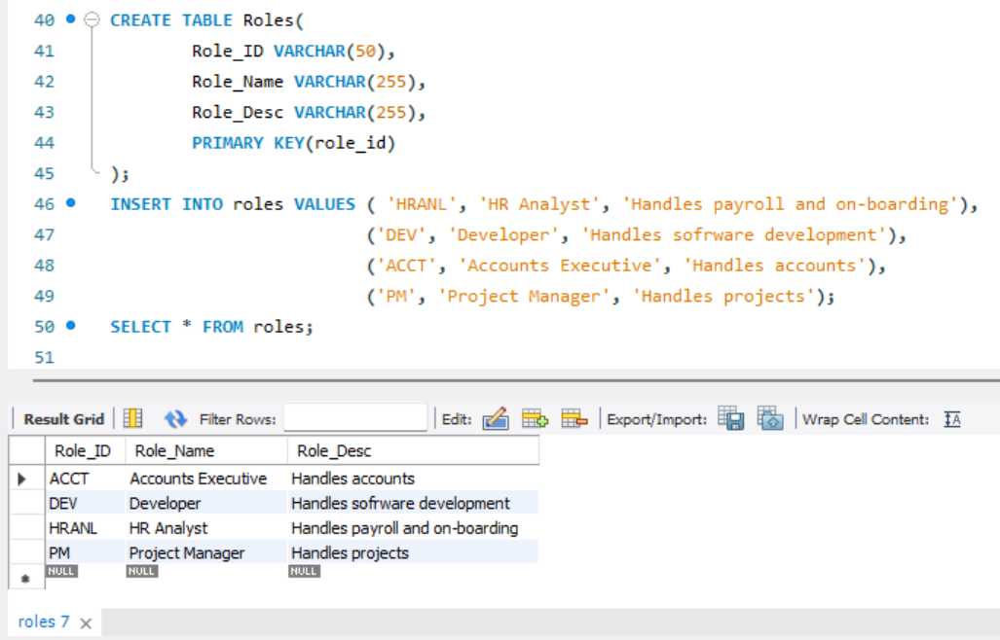 40 CREATE TABLE Roles(
41 Role_ID VARCHAR(50),
42 Role_Name VARCHAR(255),
43 Role_Desc VARCHAR(255),
44 PRIMARY KEY(role_id)
45 );
46 INSERT INTO roles VALUES ( 'HRANL', 'HR Analyst', 'Handles payroll and on-boarding'),
47 ('DEV', 'Developer', 'Handles sofrware development'),
48 ('ACCT', 'Accounts Executive', 'Handles accounts'),
49 ('PM', 'Project Manager', 'Handles projects');
50 SELECT * FROM roles;
51
Result Grid Filter Rows: Edit: Export/Import: Wrap Cell Content: IA
Role_ID Role_Name Role_Desc
ACCT Accounts Executive Handles accounts
DEV Developer Handles sofrware development
HRANL HR Analyst Handles payroll and on-boarding
PM Project Manager Handles projects
NULL NULL NULL
roles 7 ×